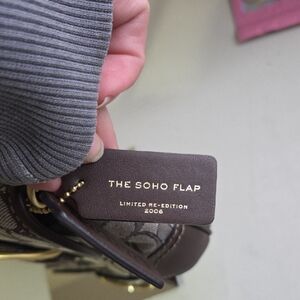 THE SOHO FLAP
LIMITED RE-EDITION
2006